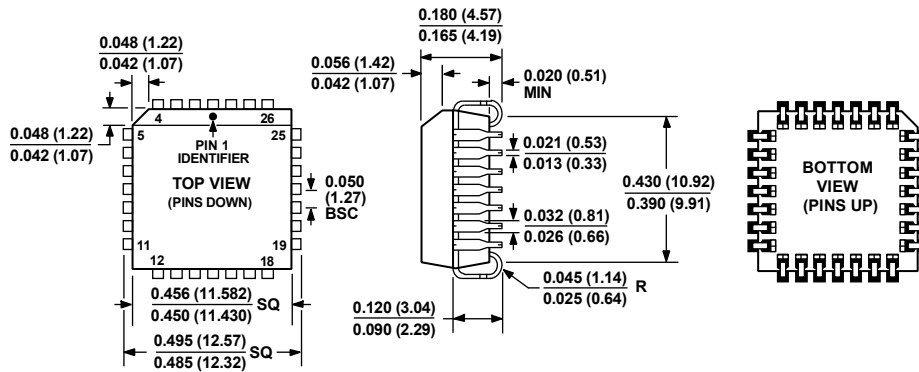 0.048 (1.22)
0.042 (1.07)
0.048 (1.22)
0.042 (1.07)
4
26
5
25
PIN 1
IDENTIFIER
TOP VIEW
(PINS DOWN)
0.050
(1.27)
BSC
11
19
12
18
0.456 (11.582)
0.450 (11.430)
SQ
0.495 (12.57)
0.485 (12.32)
SQ
0.180 (4.57)
0.165 (4.19)
0.056 (1.42)
0.042 (1.07)
0.020 (0.51)
MIN
0.021 (0.53)
0.013 (0.33)
0.032 (0.81)
0.026 (0.66)
0.430 (10.92)
0.390 (9.91)
0.045 (1.14)
0.025 (0.64)
R
0.120 (3.04)
0.090 (2.29)
BOTTOM
VIEW
(PINS UP)